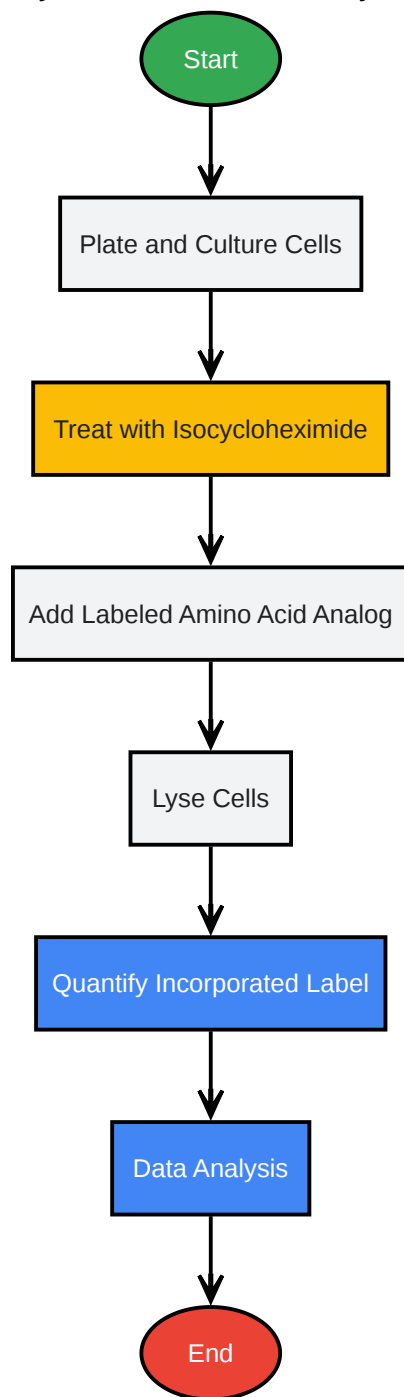 Start
Plate and Culture Cells
Treat with Isocycloheximide
Add Labeled Amino Acid Analog
Lyse Cells
Quantify Incorporated Label
Data Analysis
End